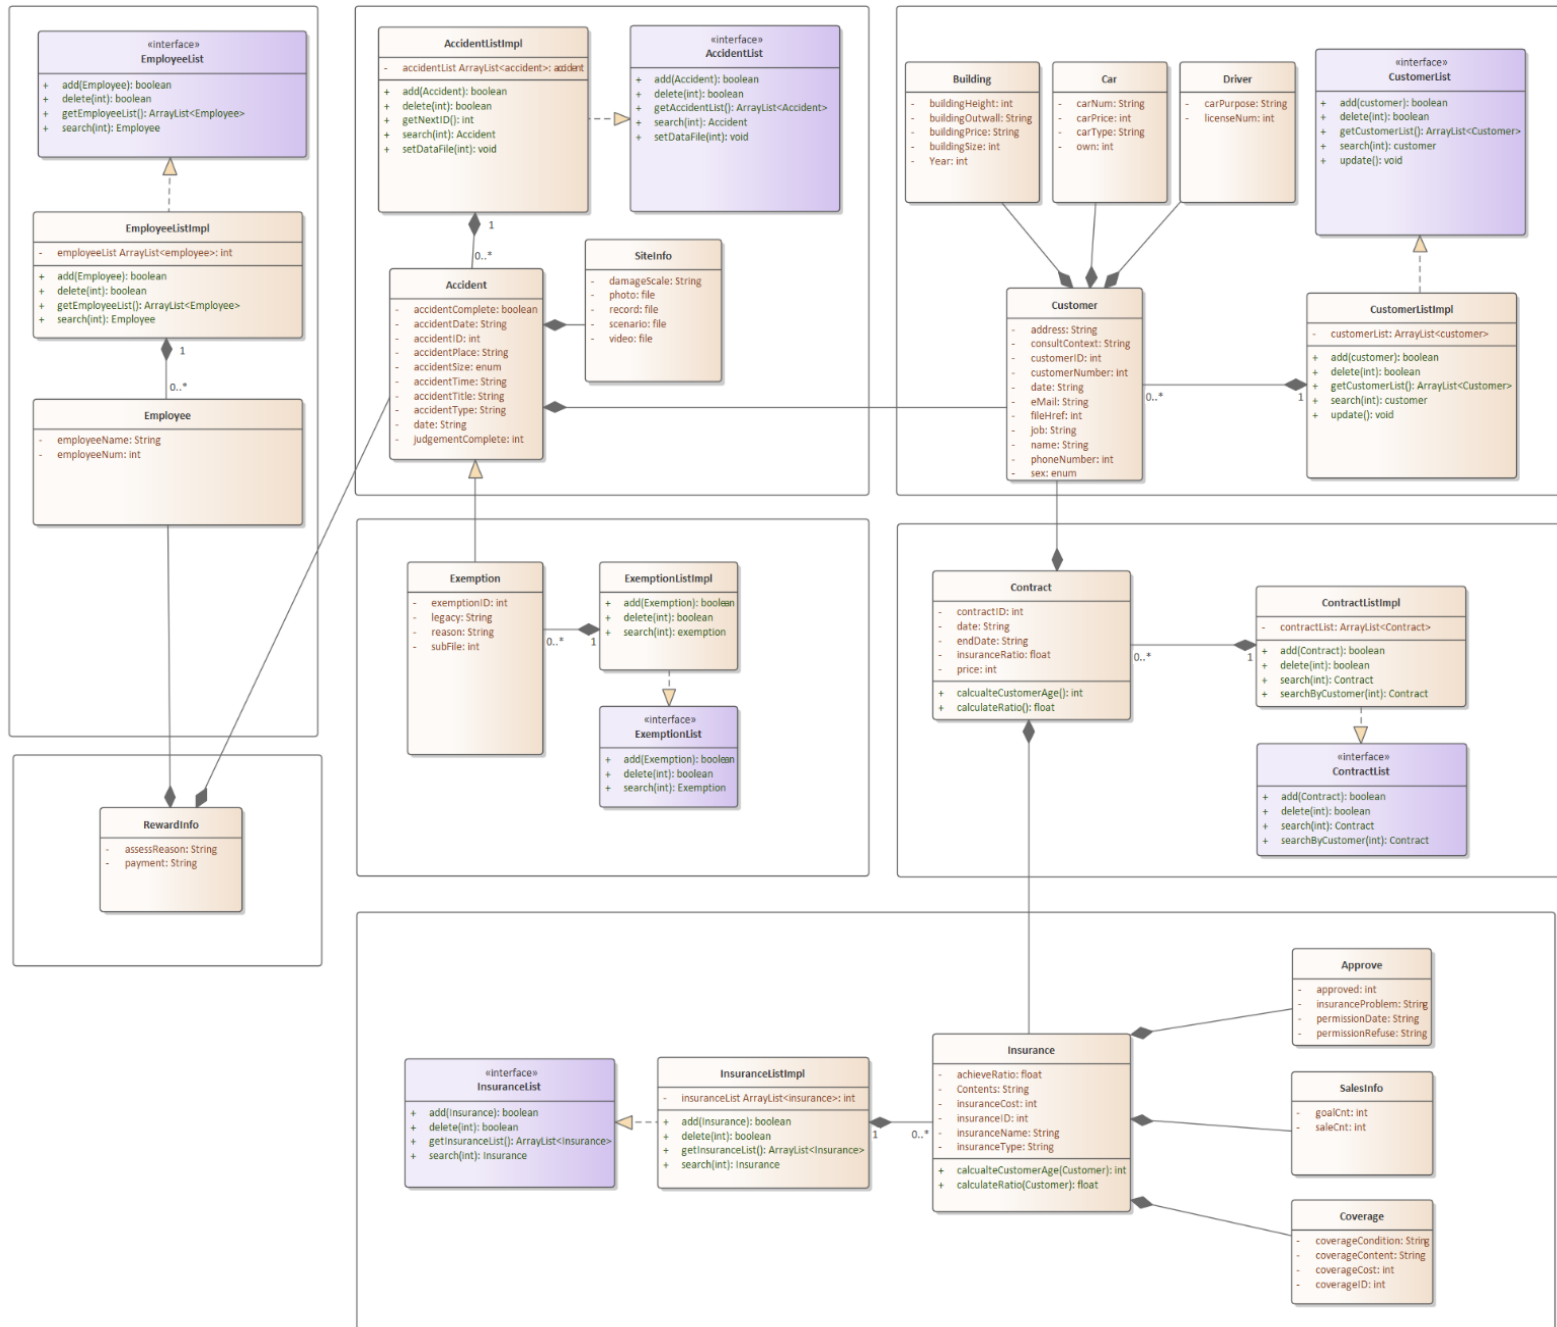 «interface»
EmployeeList
+ add(Employee): boolean
+ delete(int): boolean
+ getEmployeeList(): ArrayList<Employee>
+ search(int): Employee
EmployeeListImpl
- employeeList ArrayList<employee>: int
+ add(Employee): boolean
+ delete(int): boolean
+ getEmployeeList(): ArrayList<Employee>
+ search(int): Employee
1
0..*
Employee
- employeeName: String
- employeeNum: int
RewardInfo
- assessReason: String
- payment: String
AccidentListImpl
- accidentList ArrayList<accident>: accident
+ add(Accident): boolean
+ delete(int): boolean
+ getNextID(): int
+ search(int): Accident
+ setDataFile(int): void
«interface»
AccidentList
+ add(Accident): boolean
+ delete(int): boolean
+ getAccidentList(): ArrayList<Accident>
+ search(int): Accident
+ setDataFile(int): void
1
0..*
Accident
- accidentComplete: boolean
- accidentDate: String
- accidentID: int
- accidentPlace: String
- accidentSize: enum
- accidentTime: String
- accidentTitle: String
- accidentType: String
- date: String
- judgementComplete: int
SiteInfo
- damageScale: String
- photo: file
- record: file
- scenario: file
- video: file
Building
- buildingHeight: int
- buildingOutwall: String
- buildingPrice: String
- buildingSize: int
- Year: int
Car
- carNum: String
- carPrice: int
- carType: String
- own: int
Driver
- carPurpose: String
- licenseNum: int
«interface»
CustomerList
+ add(customer): boolean
+ delete(int): boolean
+ getCustomerList(): ArrayList<Customer>
+ search(int): customer
+ update(): void
Customer
- address: String
- consultContext: String
- customerID: int
- customerNumber: int
- date: String
- eMail: String
- fileHref: int
- job: String
- name: String
- phoneNumber: int
- sex: enum
0..*
1
CustomerListImpl
- customerList: ArrayList<customer>
+ add(customer): boolean
+ delete(int): boolean
+ getCustomerList(): ArrayList<Customer>
+ search(int): customer
+ update(): void
Exemption
- exemptionID: int
- legacy: String
- reason: String
- subFile: int
0..*
1
ExemptionListImpl
+ add(Exemption): boolean
+ delete(int): boolean
+ search(int): exemption
«interface»
ExemptionList
+ add(Exemption): boolean
+ delete(int): boolean
+ search(int): Exemption
Contract
- contractID: int
- date: String
- endDate: String
- insuranceRatio: float
- price: int
+ calcualteCustomerAge(): int
+ calculateRatio(): float
0..*
1
ContractListImpl
- contractList: ArrayList<Contract>
+ add(Contract): boolean
+ delete(int): boolean
+ search(int): Contract
+ searchByCustomer(int): Contract
«interface»
ContractList
+ add(Contract): boolean
+ delete(int): boolean
+ search(int): Contract
+ searchByCustomer(int): Contract
«interface»
InsuranceList
+ add(Insurance): boolean
+ delete(int): boolean
+ getInsuranceList(): ArrayList<Insurance>
+ search(int): Insurance
InsuranceListImpl
- insuranceList ArrayList<insurance>: int
+ add(Insurance): boolean
+ delete(int): boolean
+ getInsuranceList(): ArrayList<Insurance>
+ search(int): Insurance
1
0..*
Insurance
- achieveRatio: float
- Contents: String
- insuranceCost: int
- insuranceID: int
- insuranceName: String
- insuranceType: String
+ calcualteCustomerAge(Customer): int
+ calculateRatio(Customer): float
Approve
- approved: int
- insuranceProblem: String
- permissionDate: String
- permissionRefuse: String
SalesInfo
- goalCnt: int
- saleCnt: int
Coverage
- coverageCondition: String
- coverageContent: String
- coverageCost: int
- coverageID: int